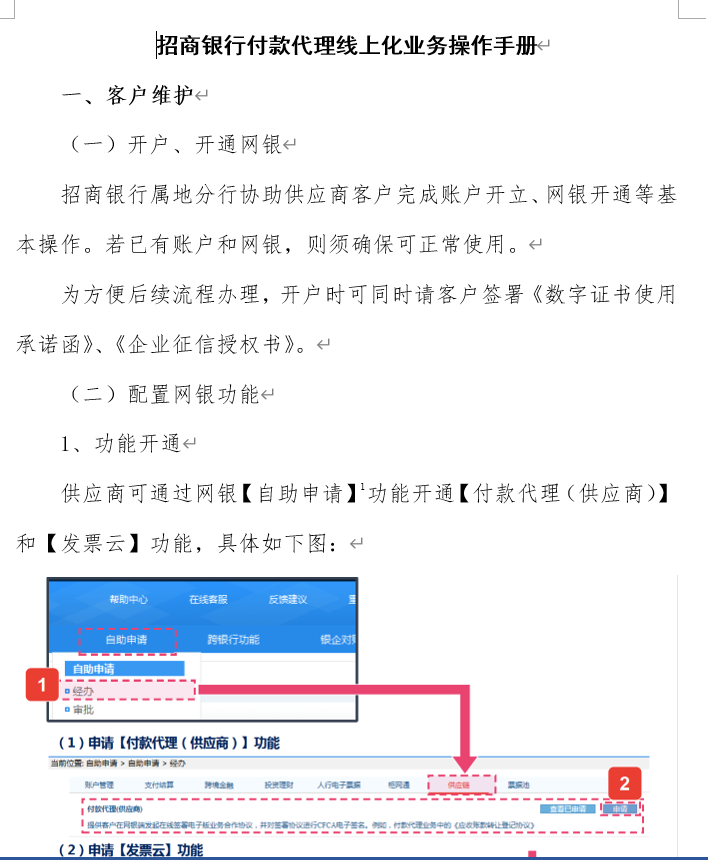 招商银行付款代理线上化业务操作手册
一、客户维护
（一）开户、开通网银
招商银行属地分行协助供应商客户完成账户开立、网银开通等基
本操作。若已有账户和网银，则须确保可正常使用。
为方便后续流程办理，开户时可同时请客户签署《数字证书使用
承诺函》、《企业征信授权书》。
（二）配置网银功能
1、功能开通
供应商可通过网银【自助申请】1功能开通【付款代理（供应商）】
和【发票云】功能，具体如下图：
帮助中心 在线客服 反馈建议
自助申请 跨银行功能 银企对账
自助申请
1 经办
审批
（1）申请【付款代理（供应商）】功能
当前位置: 自助申请 > 自助申请 > 经办
账户管理 支付结算 跨境金融 投资理财 人行电子票据 柜网通 供应链 票据池
2
付款代理(供应商) 查看已申请 申请
提供客户在网银端发起在线签署电子版业务合作协议，并对签署协议进行CFCA电子签名。例如，付款代理业务中的《应收账款转让登记协议》
（2）申请【发票云】功能